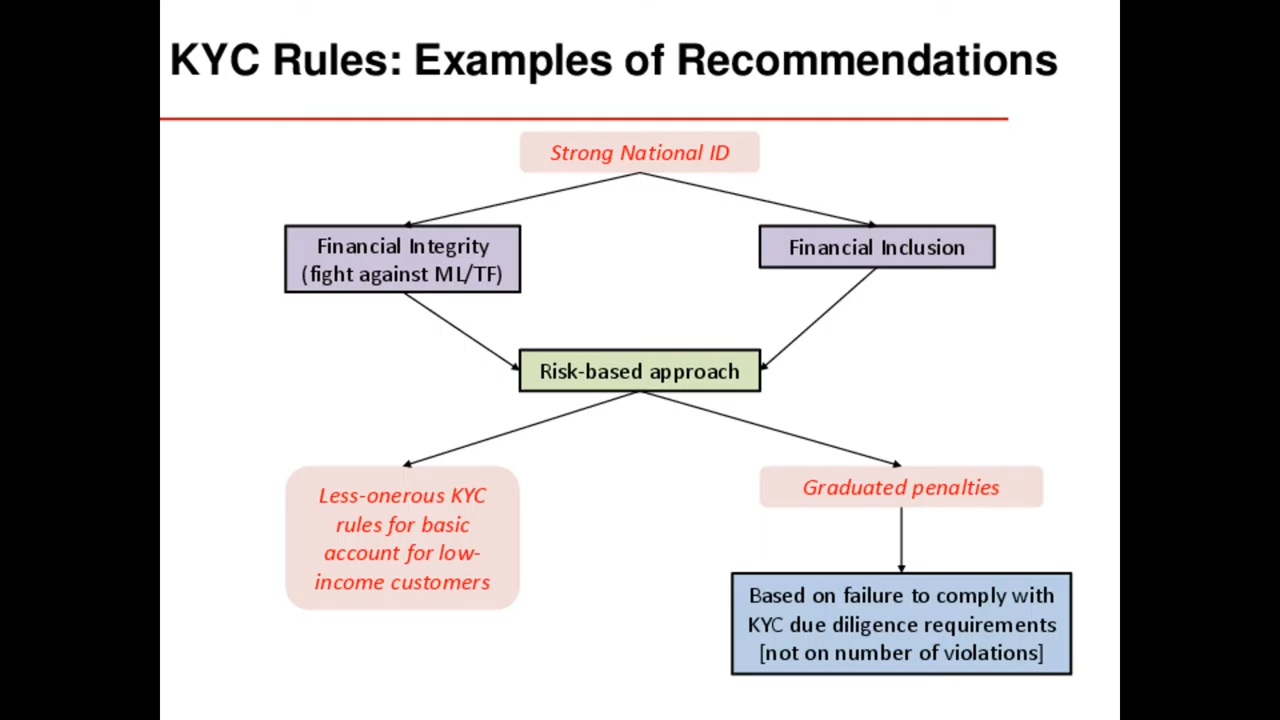 KYC Rules: Examples of Recommendations
Strong National ID
Financial Integrity
(fight against ML/TF)
Financial Inclusion
Risk-based approach
Less-onerous KYC
rules for basic
account for low-
income customers
Graduated penalties
Based on failure to comply with
KYC due diligence requirements
[not on number of violations]